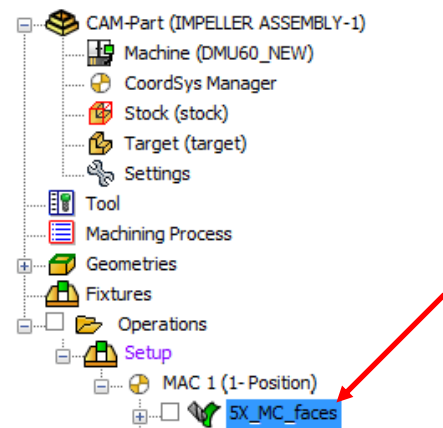 CAM-Part (IMPELLER ASSEMBLY-1)
Machine (DMU60_NEW)
CoordSys Manager
Stock (stock)
Target (target)
Settings
Tool
Machining Process
Geometries
Fixtures
Operations
Setup
MAC 1 (1- Position)
5X_MC_faces